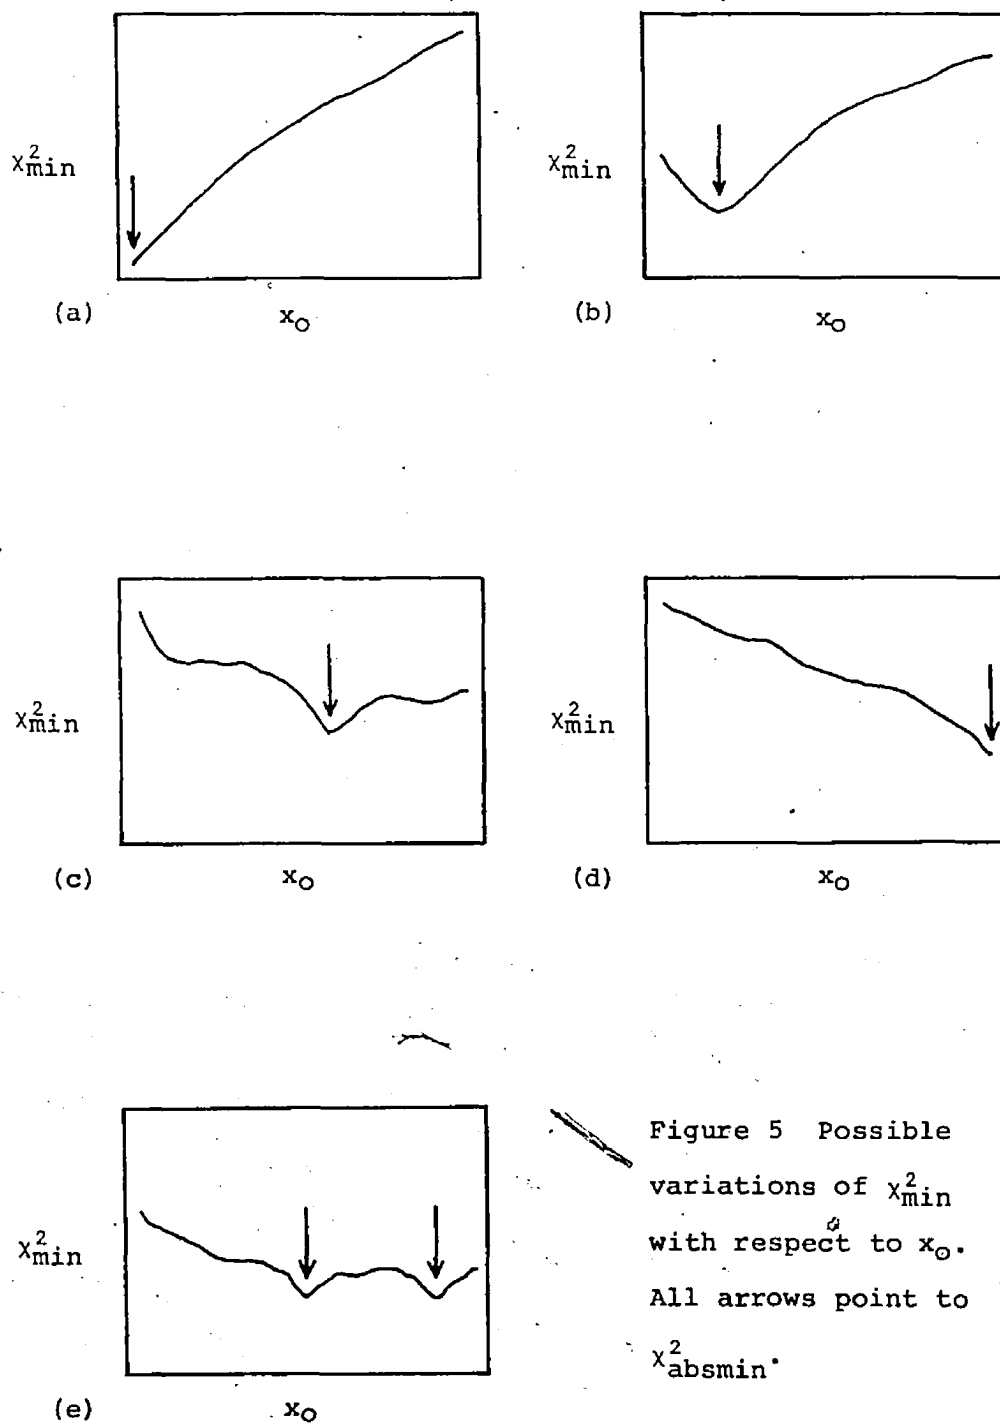 χ²min
χ²min
(a)
x₀
(b)
x₀
χ²min
χ²min
(c)
x₀
(d)
x₀
χ²min
(e)
x₀
Figure 5 Possible
variations of χ²min
with respect to x₀.
All arrows point to
χ²absmin.